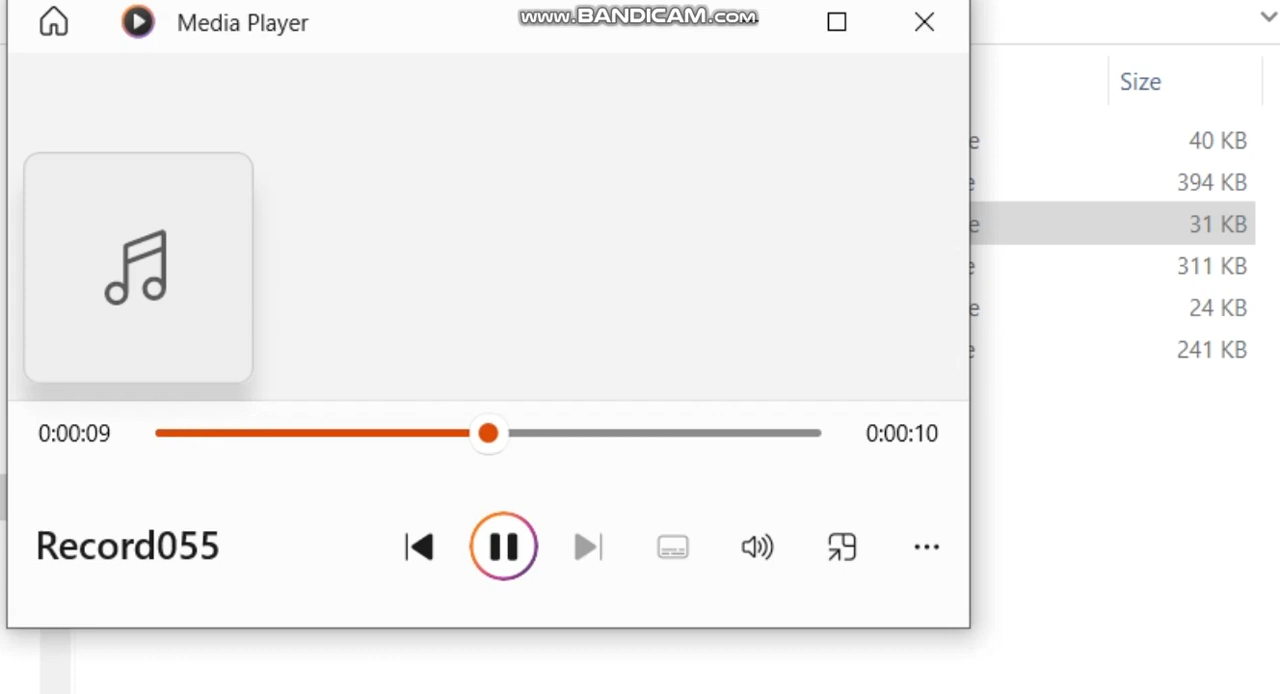 Media Player
www.BANDICAM.com
Size
40 KB
394 KB
31 KB
311 KB
24 KB
241 KB
0:00:09
0:00:10
Record055